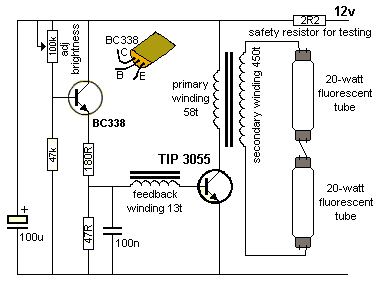 12v
2R2
safety resistor for testing
100k
adj
brightness
BC338
C
B
E
BC338
primary
winding
58t
secondary winding 450t
20-watt
fluorescent
tube
47k
180R
TIP 3055
feedback
winding 13t
20-watt
fluorescent
tube
100u
47R
100n